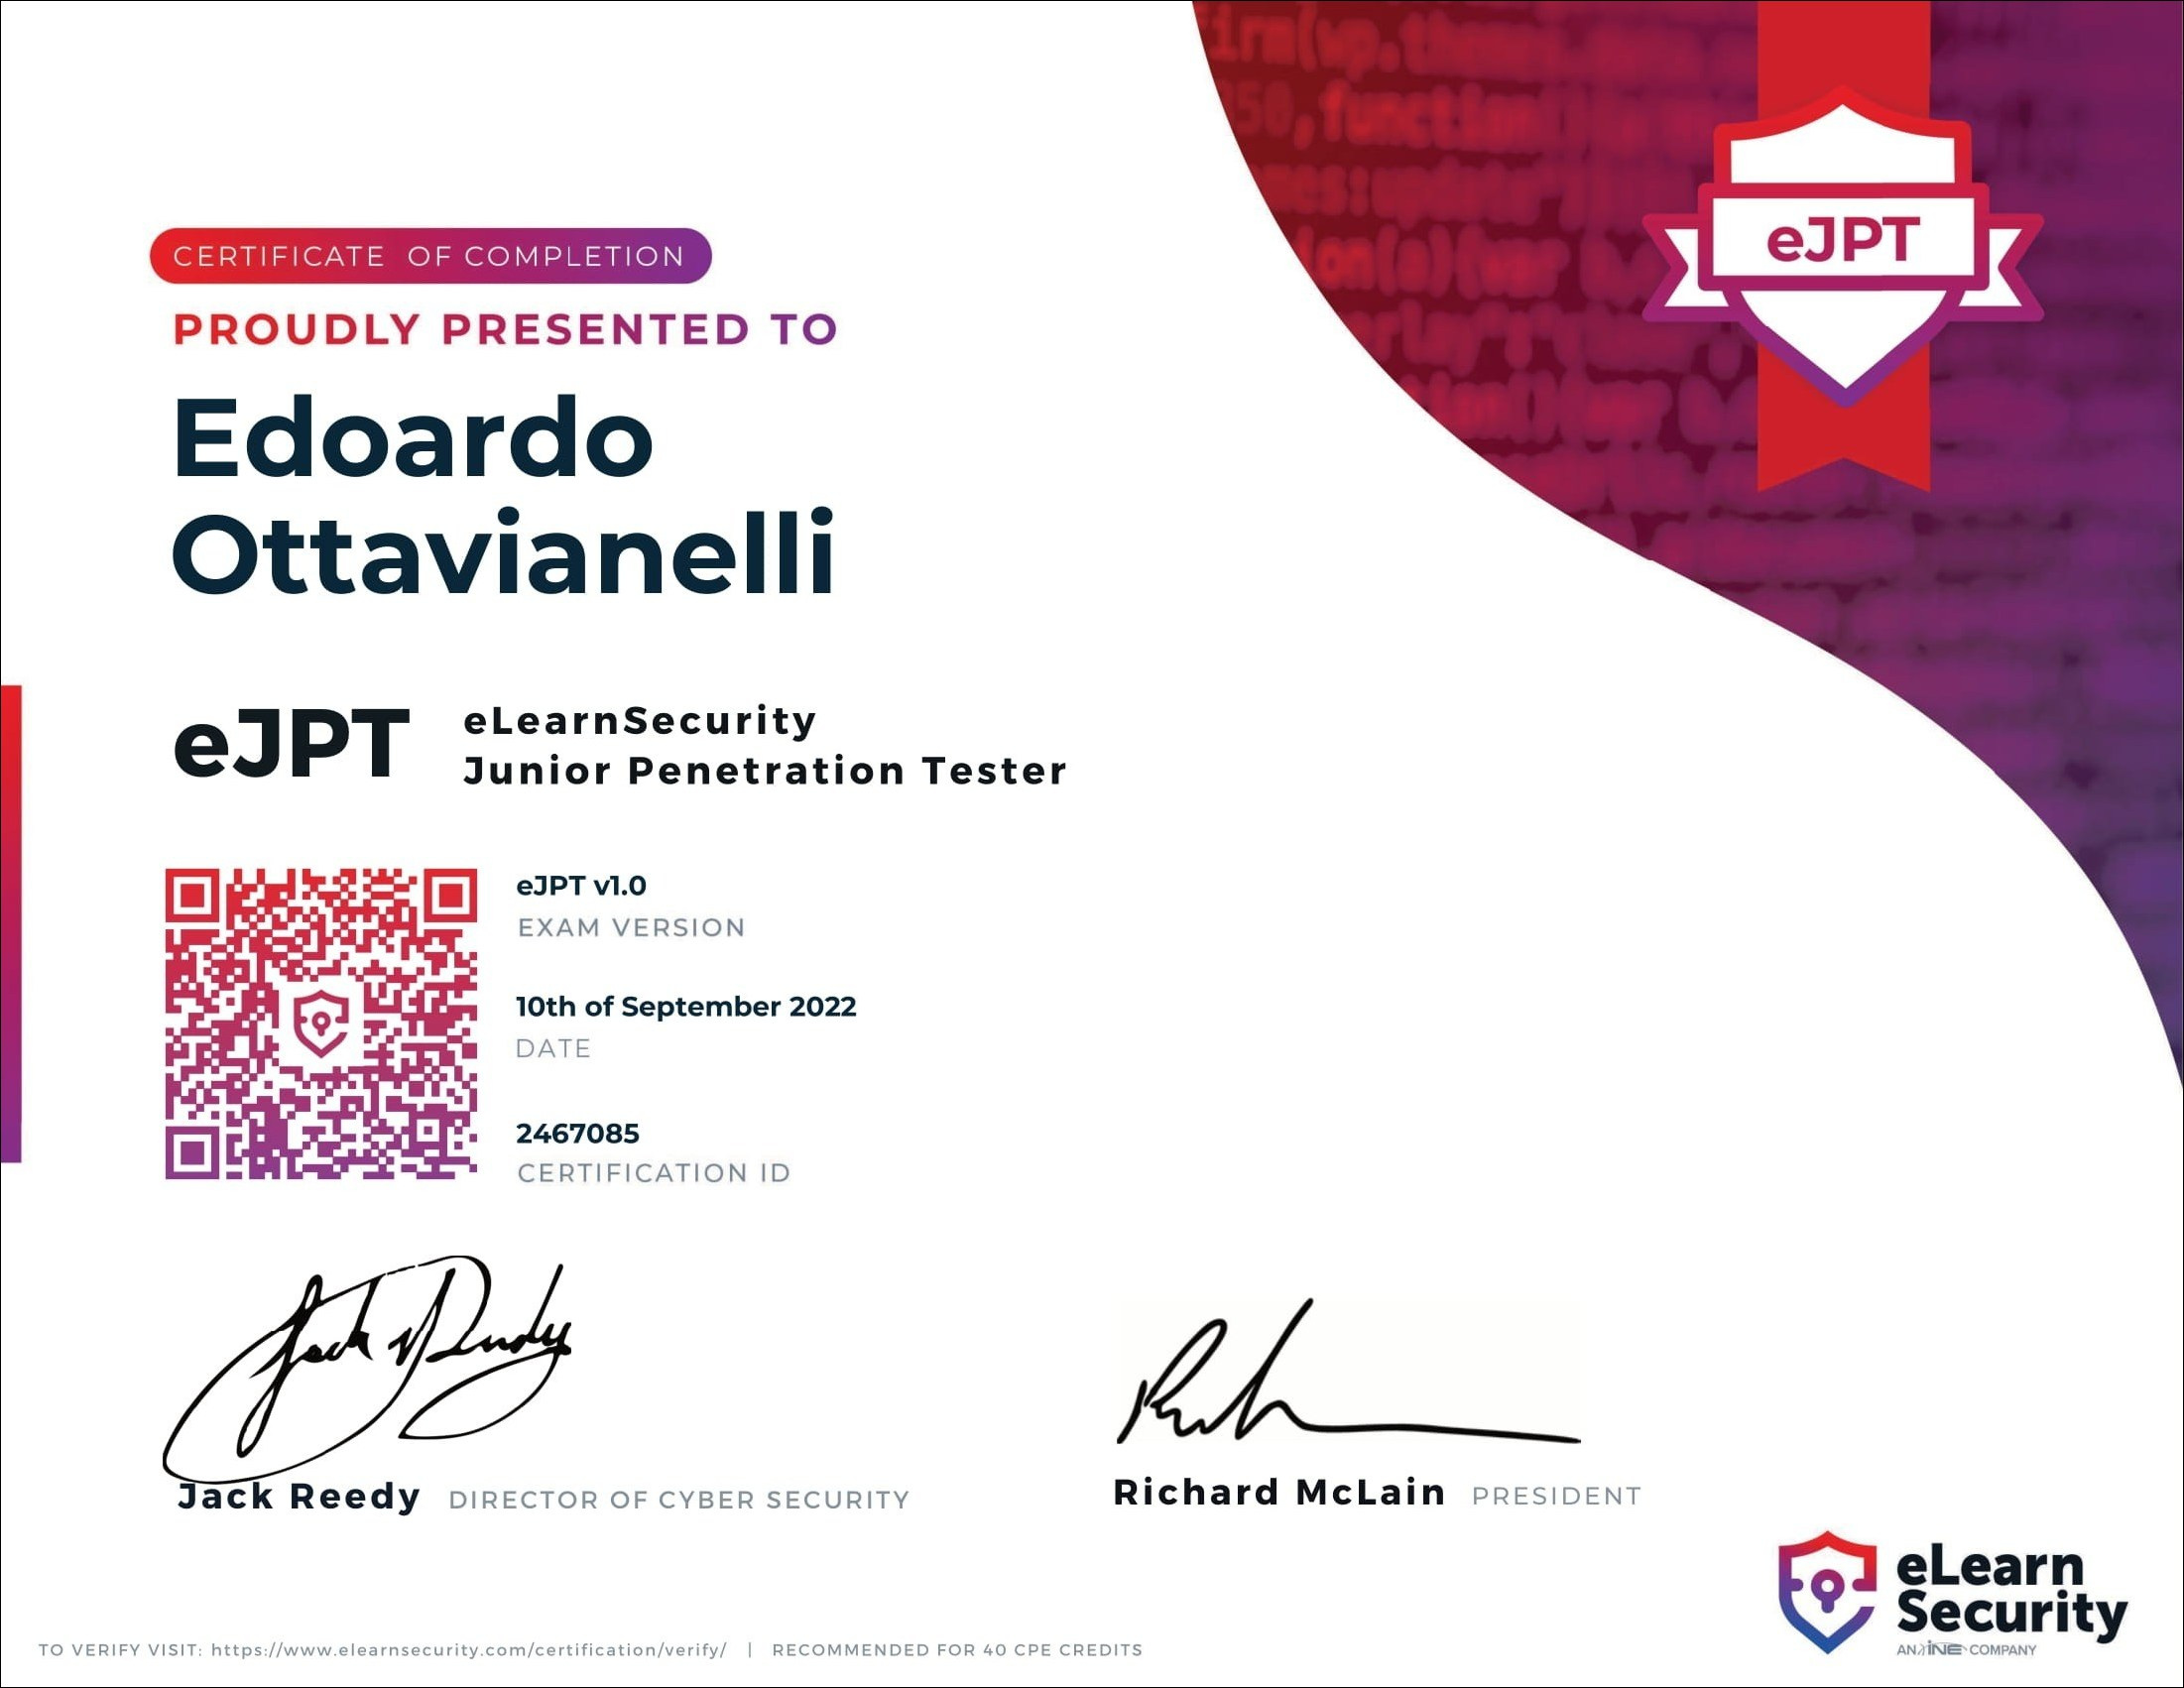 CERTIFICATE OF COMPLETION
PROUDLY PRESENTED TO
Edoardo
Ottavianelli
eJPT
eJPT
eLearnSecurity
Junior Penetration Tester
eJPT v1.0
EXAM VERSION
10th of September 2022
DATE
2467085
CERTIFICATION ID
Jack Reedy DIRECTOR OF CYBER SECURITY
Richard McLain PRESIDENT
eLearn
Security
AN INE COMPANY
TO VERIFY VISIT: https://www.elearnsecurity.com/certification/verify/ | RECOMMENDED FOR 40 CPE CREDITS